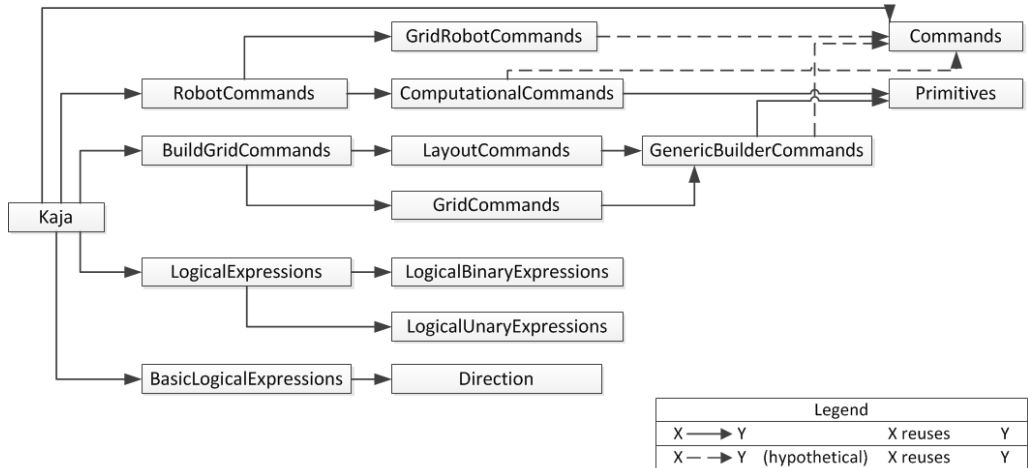 GridRobotCommands
Commands
RobotCommands
ComputationalCommands
Primitives
BuildGridCommands
LayoutCommands
GenericBuilderCommands
Kaja
GridCommands
LogicalExpressions
LogicalBinaryExpressions
LogicalUnaryExpressions
BasicLogicalExpressions
Direction
Legend
X Y X reuses Y
X Y (hypothetical) X reuses Y